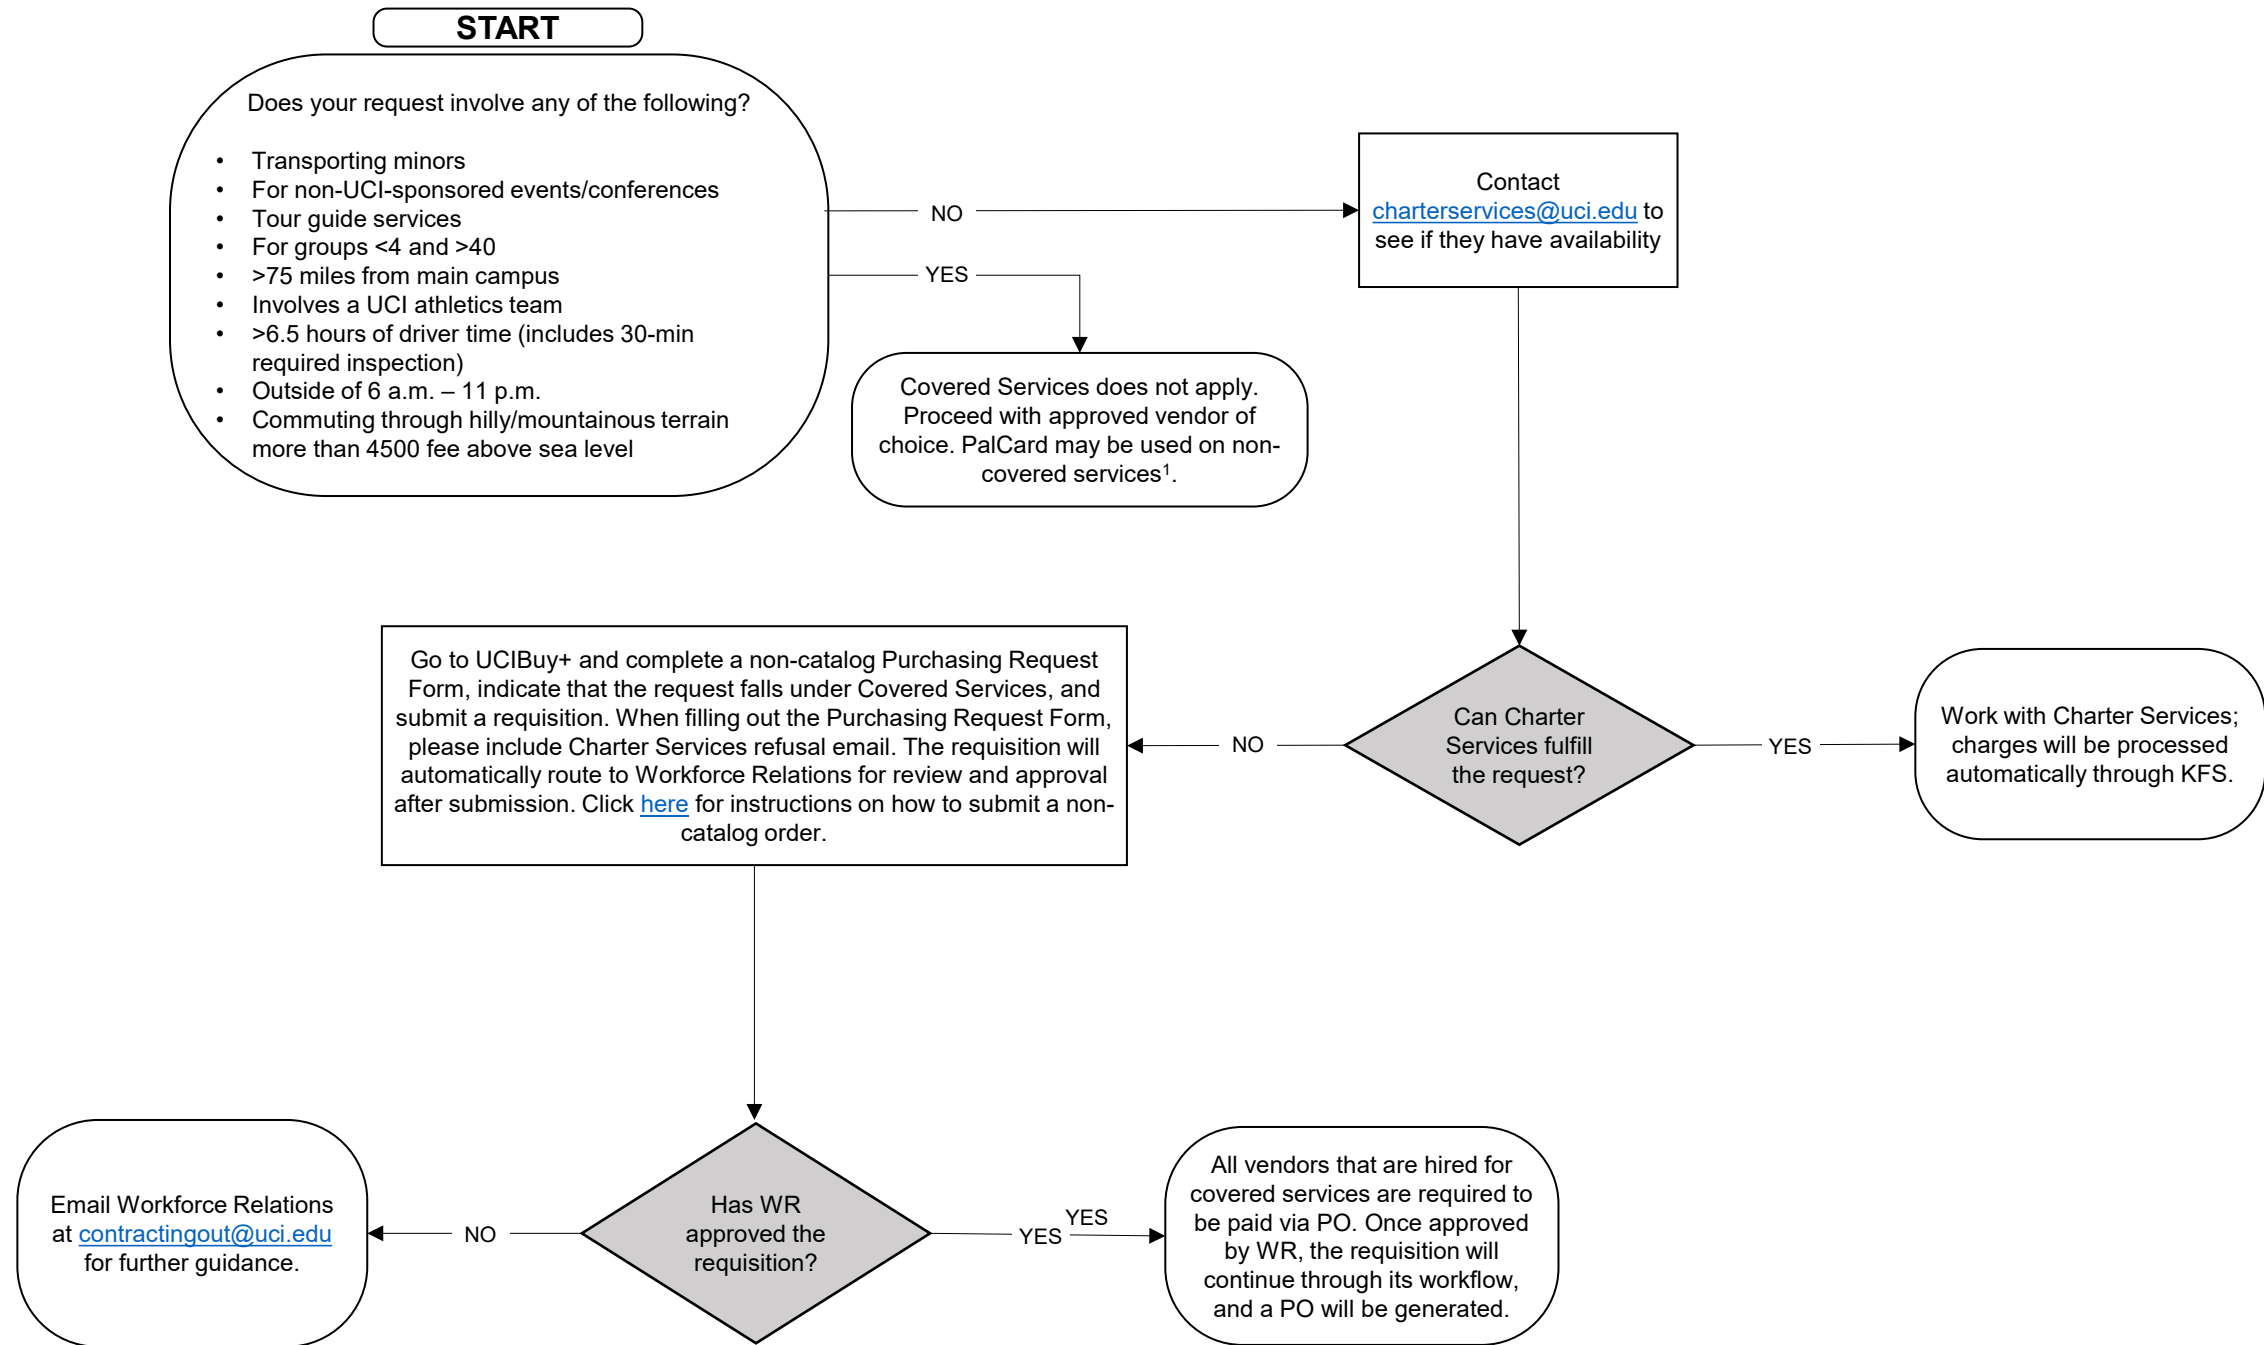 START
Does your request involve any of the following?
• Transporting minors
• For non-UCI-sponsored events/conferences
• Tour guide services
• For groups <4 and >40
• >75 miles from main campus
• Involves a UCI athletics team
• >6.5 hours of driver time (includes 30-min
required inspection)
• Outside of 6 a.m. – 11 p.m.
• Commuting through hilly/mountainous terrain
more than 4500 fee above sea level
NO
YES
Contact
charterservices@uci.edu to
see if they have availability
Covered Services does not apply.
Proceed with approved vendor of
choice. PalCard may be used on non-
covered services¹.
Go to UCIBuy+ and complete a non-catalog Purchasing Request
Form, indicate that the request falls under Covered Services, and
submit a requisition. When filling out the Purchasing Request Form,
please include Charter Services refusal email. The requisition will
automatically route to Workforce Relations for review and approval
after submission. Click here for instructions on how to submit a non-
catalog order.
NO
Can Charter
Services fulfill
the request?
YES
Work with Charter Services;
charges will be processed
automatically through KFS.
Email Workforce Relations
at contractingout@uci.edu
for further guidance.
NO
Has WR
approved the
requisition?
YES
YES
All vendors that are hired for
covered services are required to
be paid via PO. Once approved
by WR, the requisition will
continue through its workflow,
and a PO will be generated.